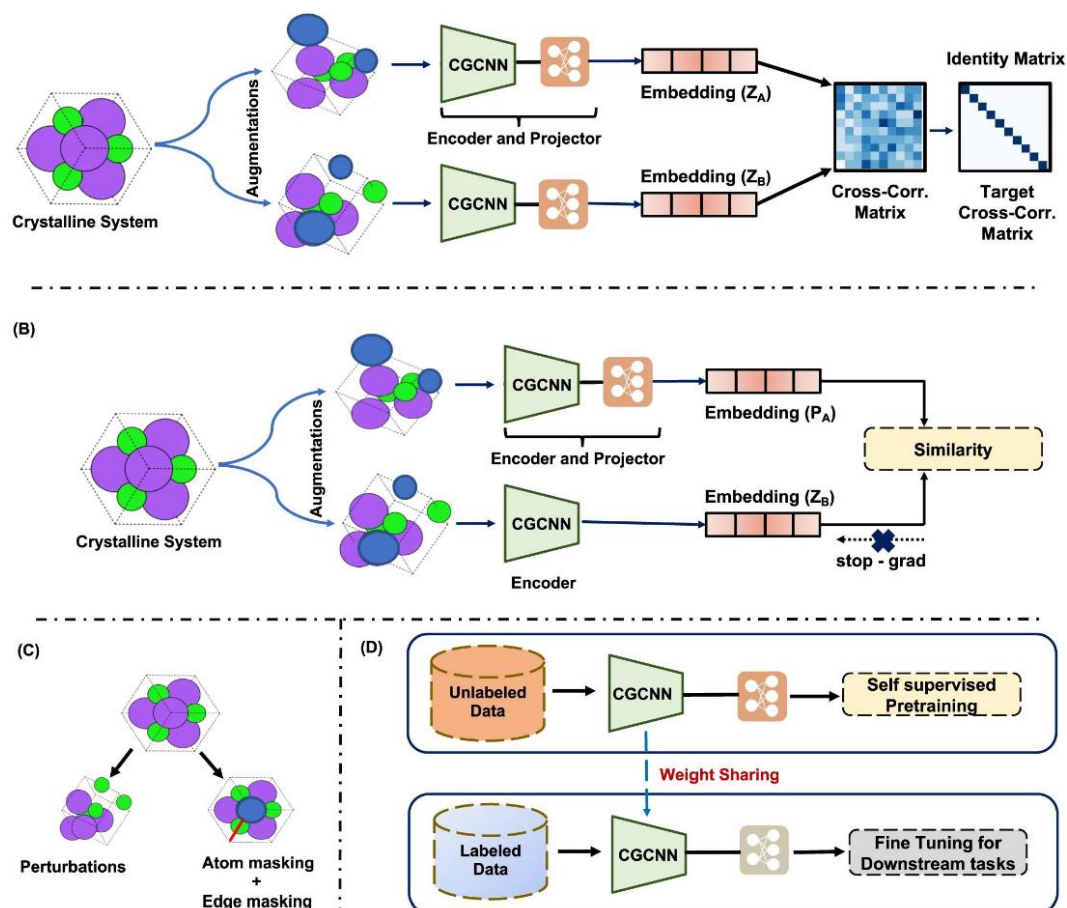 Augmentations
CGCNN
Embedding (Z_A)
Encoder and Projector
Identity Matrix
Crystalline System
CGCNN
Embedding (Z_B)
Cross-Corr.
Matrix
Target
Cross-Corr.
Matrix
(B)
Augmentations
CGCNN
Embedding (P_A)
Encoder and Projector
Similarity
Crystalline System
CGCNN
Encoder
Embedding (Z_B)
stop - grad
(C)
Perturbations
Atom masking
+
Edge masking
(D)
Unlabeled
Data
CGCNN
Self supervised
Pretraining
Weight Sharing
Labeled
Data
CGCNN
Fine Tuning for
Downstream tasks